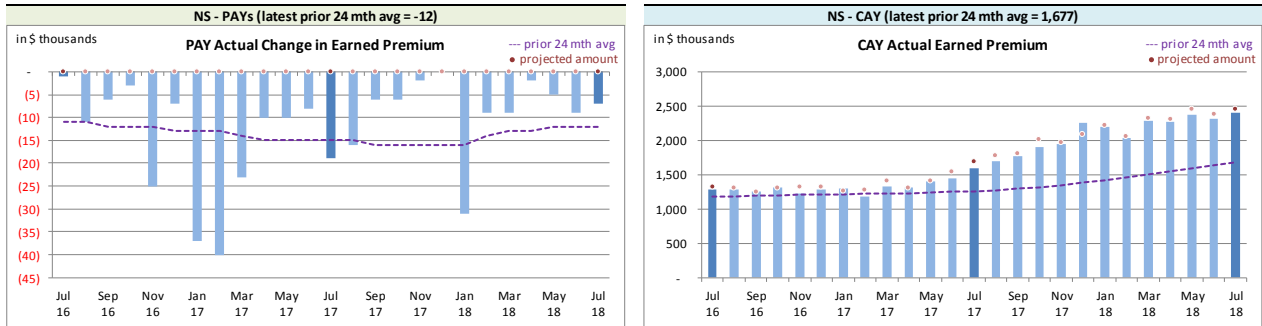 NS - PAYs (latest prior 24 mth avg = -12)
in $ thousands
PAY Actual Change in Earned Premium
--- prior 24 mth avg
• projected amount
-
(5)
(10)
(15)
(20)
(25)
(30)
(35)
(40)
(45)
Jul Sep Nov Jan Mar May Jul Sep Nov Jan Mar May Jul
16 16 16 17 17 17 17 17 17 18 18 18 18
NS - CAY (latest prior 24 mth avg = 1,677)
in $ thousands
CAY Actual Earned Premium
--- prior 24 mth avg
• projected amount
3,000
2,500
2,000
1,500
1,000
500
-
Jul Sep Nov Jan Mar May Jul Sep Nov Jan Mar May Jul
16 16 16 17 17 17 17 17 17 18 18 18 18